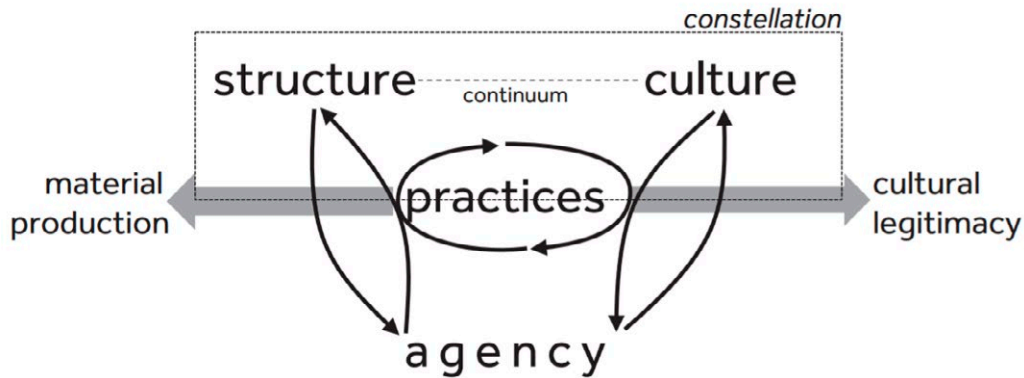 constellation
structure
culture
continuum
material
production
practices
cultural
legitimacy
agency